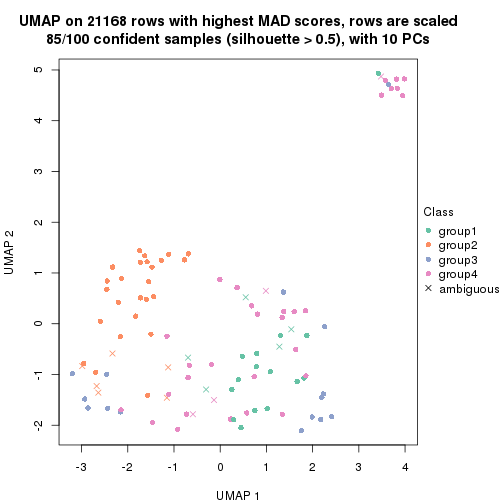 UMAP on 21168 rows with highest MAD scores, rows are scaled
85/100 confident samples (silhouette > 0.5), with 10 PCs
5
4
3
2
1
0
-1
-2
UMAP 2
-3 -2 -1 0 1 2 3 4
UMAP 1
Class
group1
group2
group3
group4
ambiguous